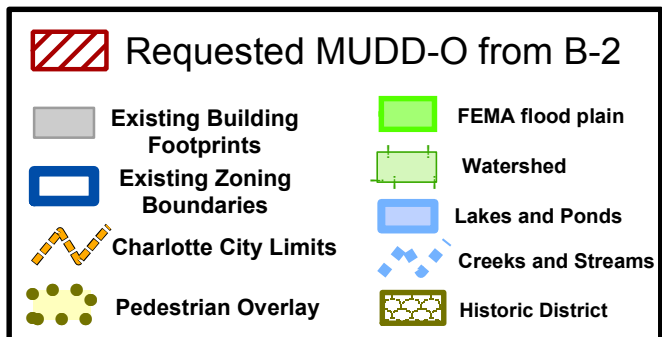 Requested MUDD-O from B-2
Existing Building
Footprints
Existing Zoning
Boundaries
Charlotte City Limits
Pedestrian Overlay
FEMA flood plain
Watershed
Lakes and Ponds
Creeks and Streams
Historic District